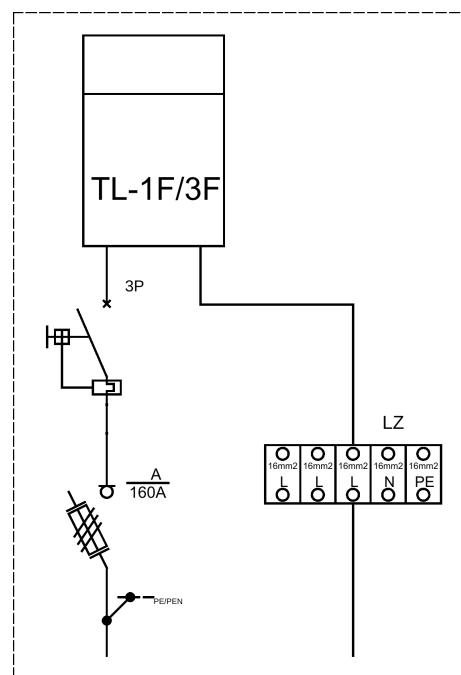 TL-1F/3F
3P
LZ
16mm2 16mm2 16mm2 16mm2 16mm2
L L L N PE
A
160A
PE/PEN